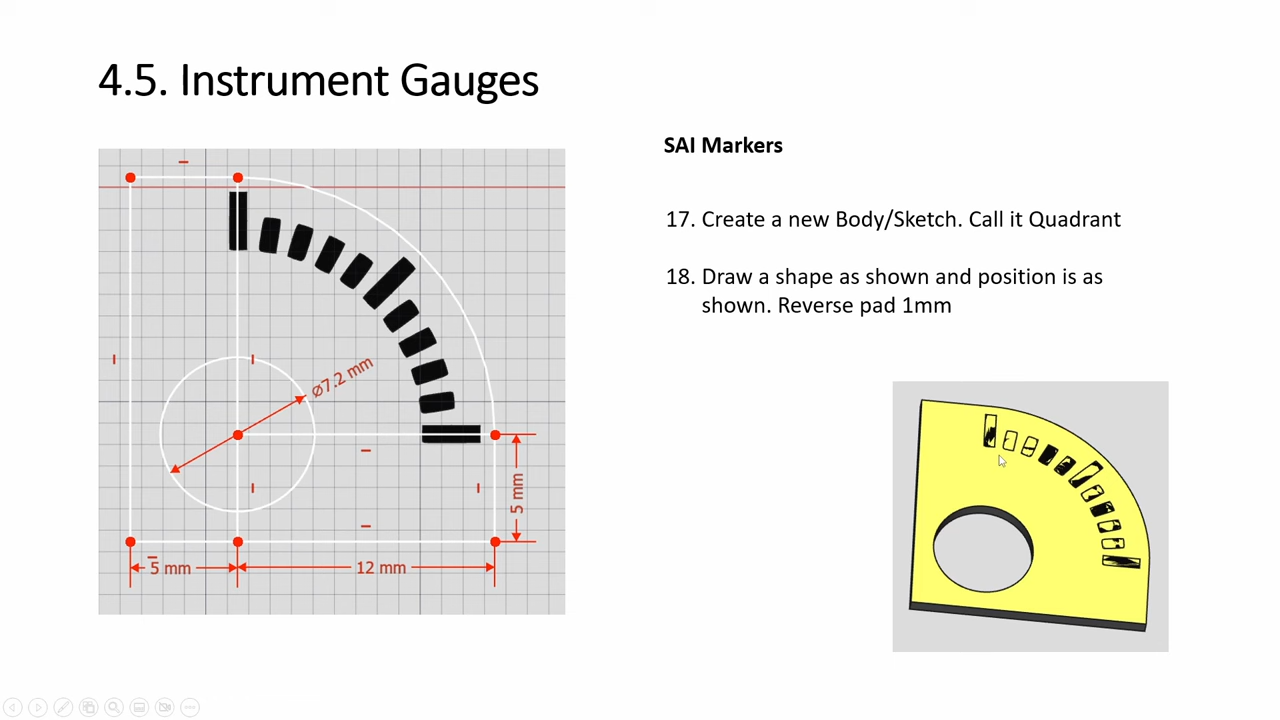 4.5. Instrument Gauges
SAI Markers
17. Create a new Body/Sketch. Call it Quadrant
18. Draw a shape as shown and position is as
shown. Reverse pad 1mm
⌀7.2 mm
5 mm
5 mm
12 mm